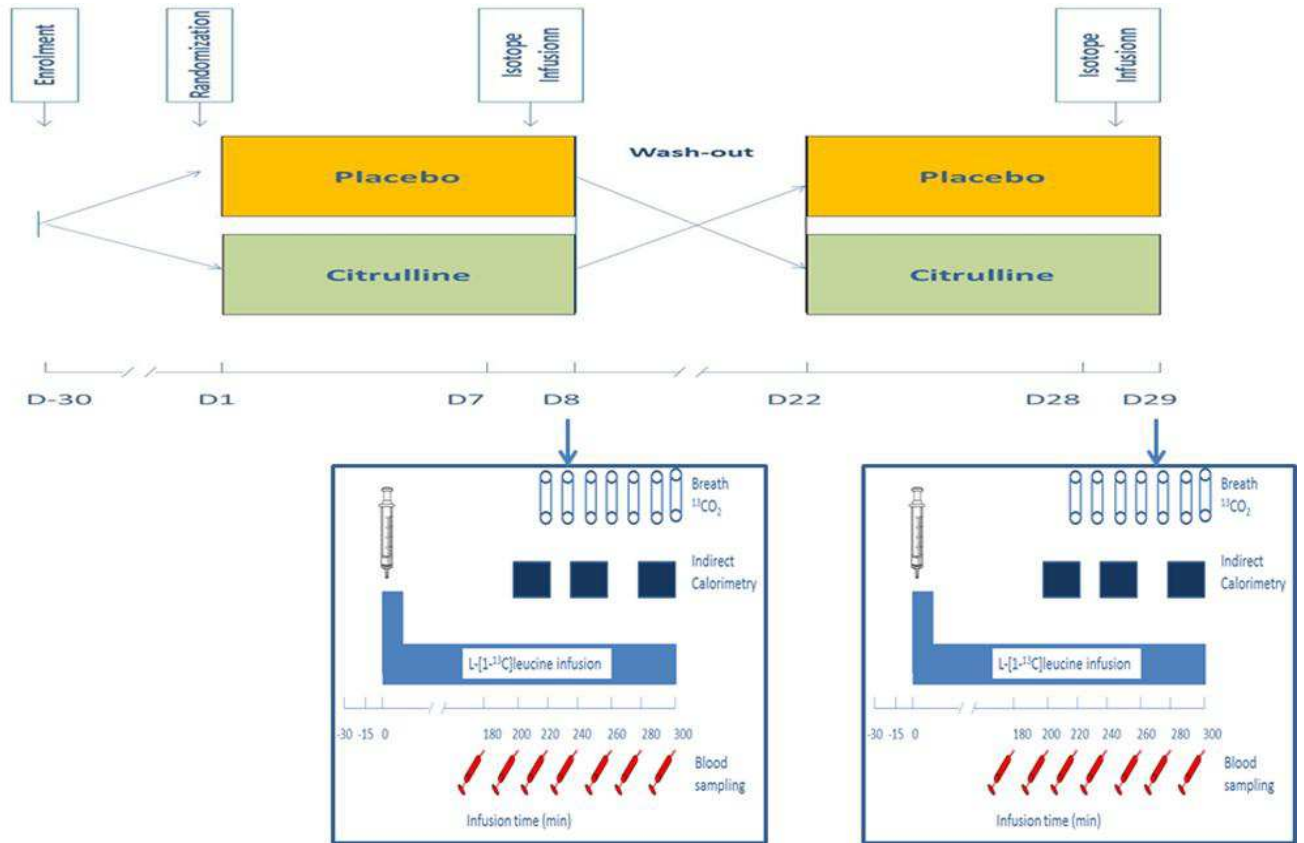 Enrolment
Randomization
Isotope
Infusionn
Isotope
Infusionn
Wash-out
Placebo
Placebo
Citrulline
Citrulline
D-30
D1
D7
D8
D22
D28
D29
Breath
¹³CO₂
Indirect
Calorimetry
L-[1-¹³C]leucine infusion
-30 -15 0 180 200 220 240 260 280 300
Blood
sampling
Infusion time (min)
Breath
¹³CO₂
Indirect
Calorimetry
L-[1-¹³C]leucine infusion
-30 -15 0 180 200 220 240 260 280 300
Blood
sampling
Infusion time (min)